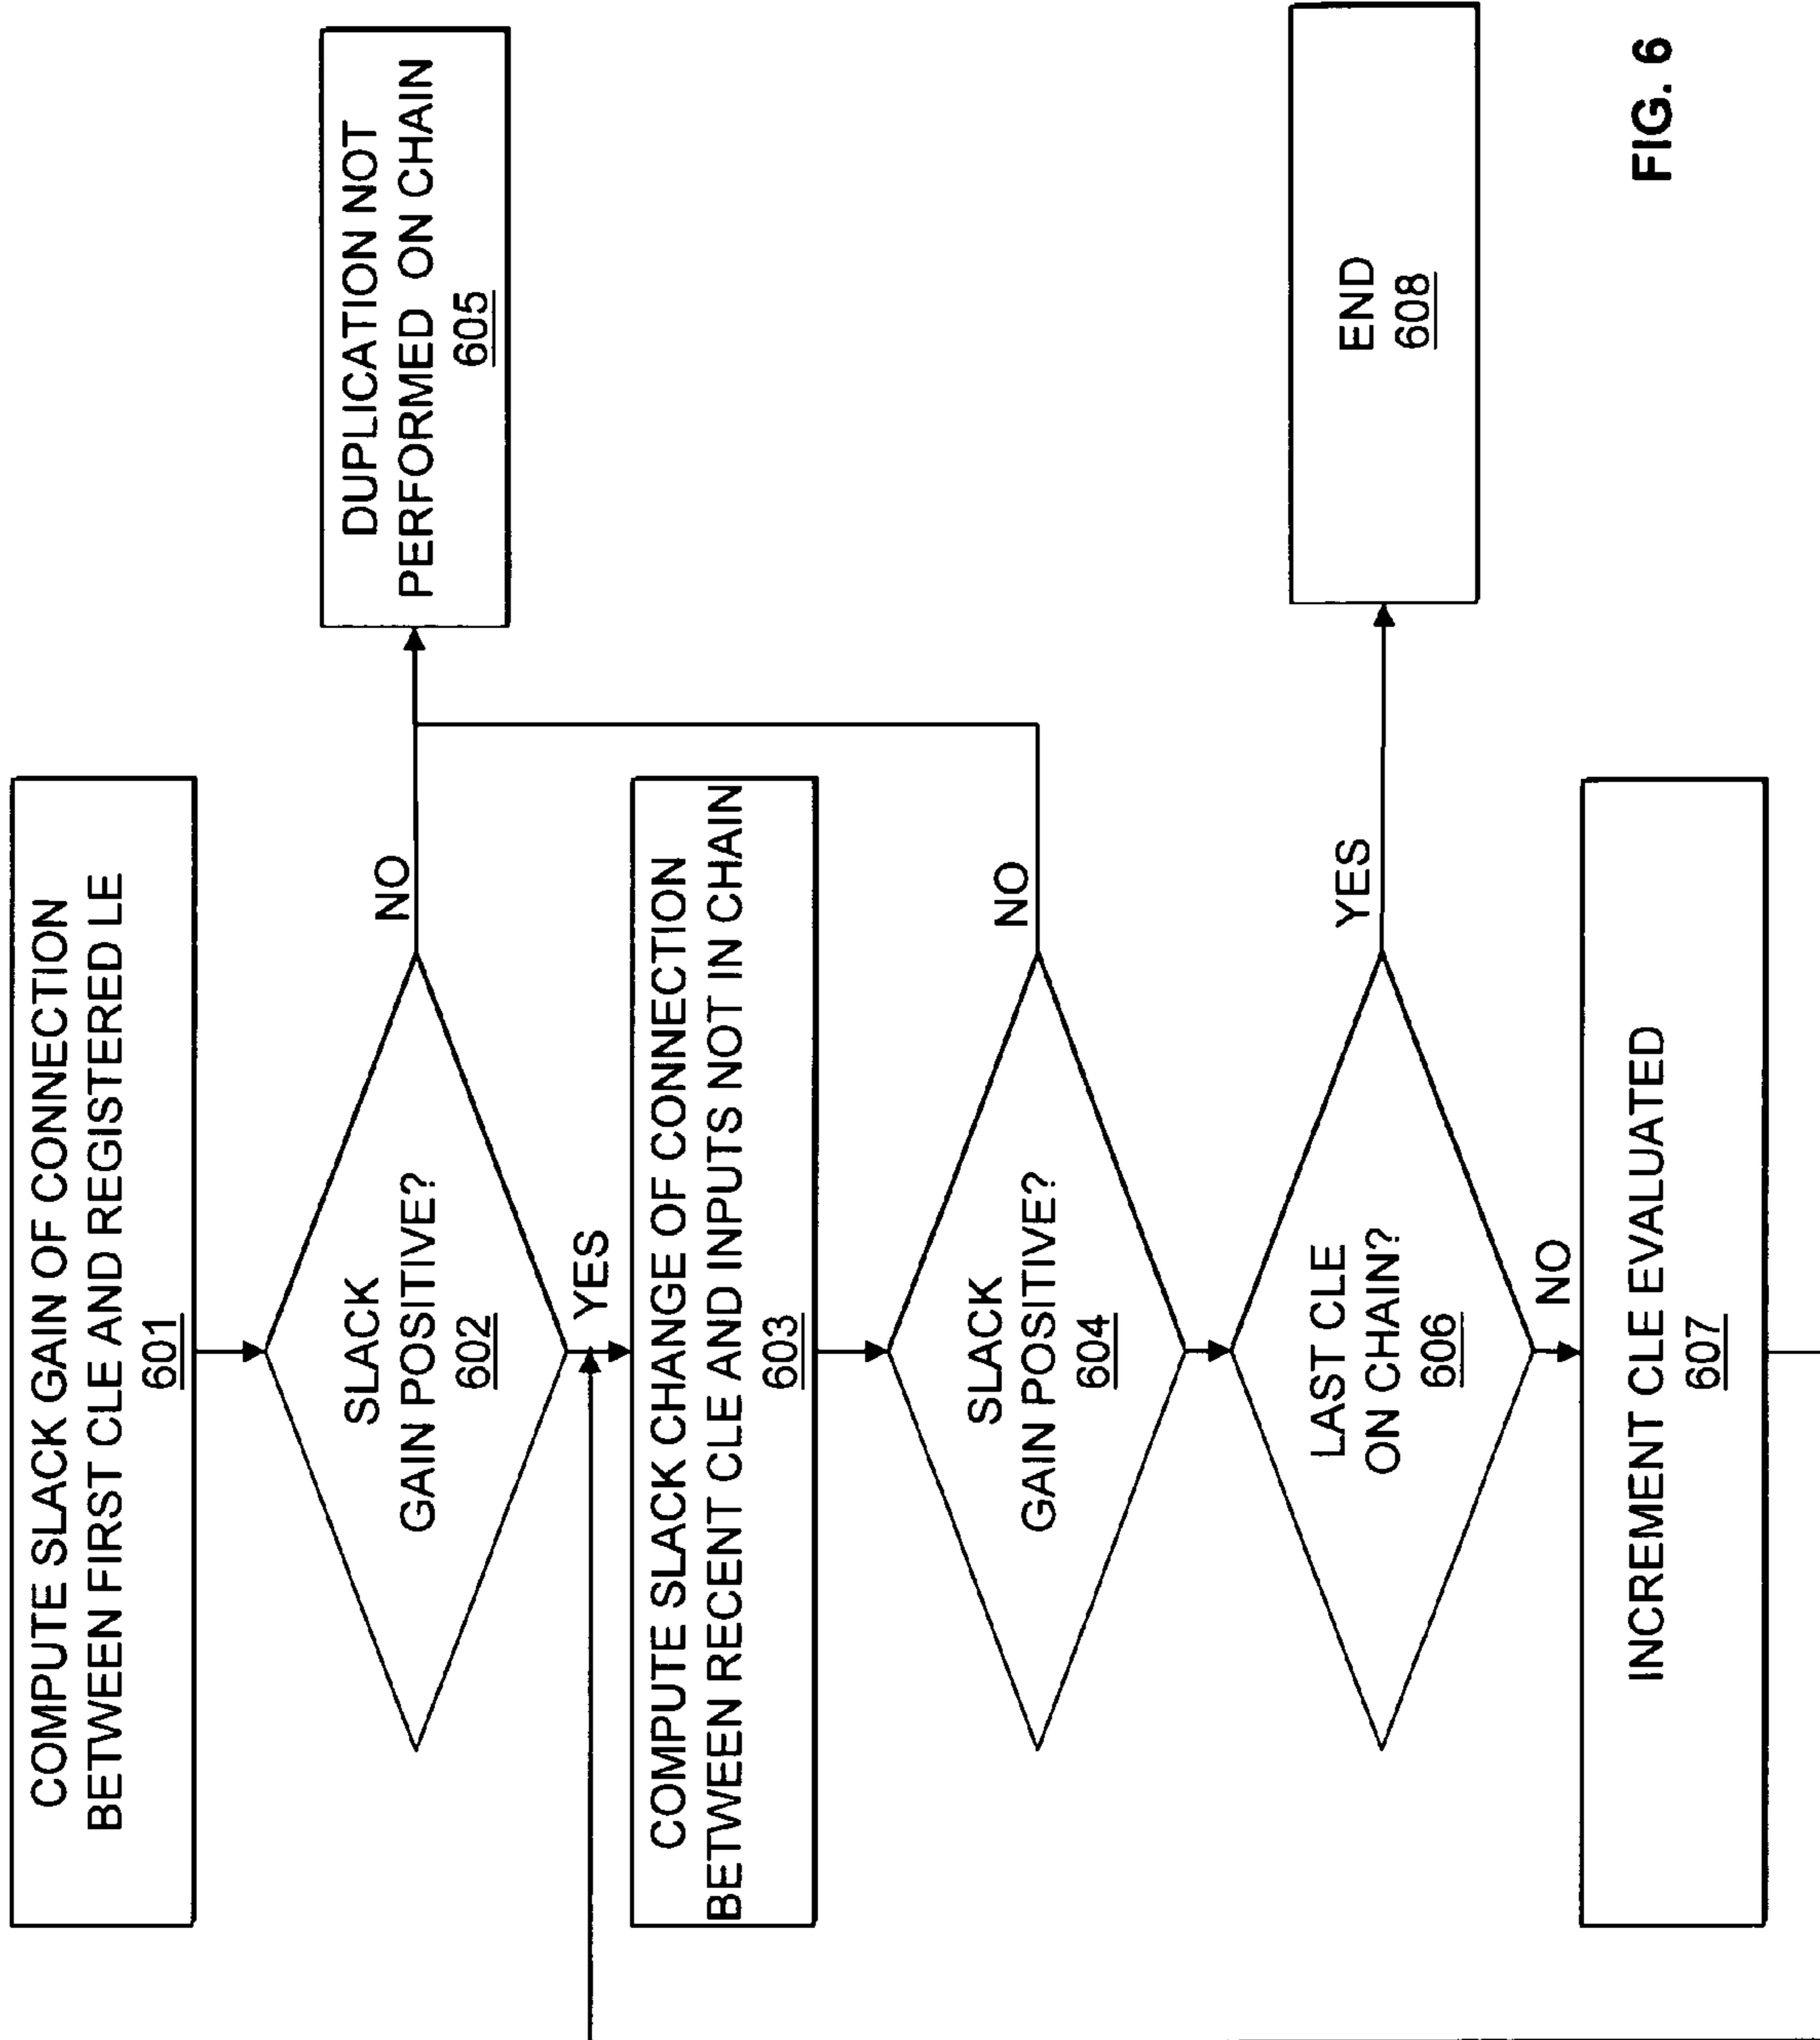 COMPUTE SLACK GAIN OF CONNECTION
BETWEEN FIRST CLE AND REGISTERED LE
601
SLACK
GAIN POSITIVE?
602
NO
DUPLICATION NOT
PERFORMED ON CHAIN
605
YES
COMPUTE SLACK CHANGE OF CONNECTION
BETWEEN RECENT CLE AND INPUTS NOT IN CHAIN
603
SLACK
GAIN POSITIVE?
604
NO
LAST CLE
ON CHAIN?
606
YES
END
608
NO
INCREMENT CLE EVALUATED
607
FIG. 6